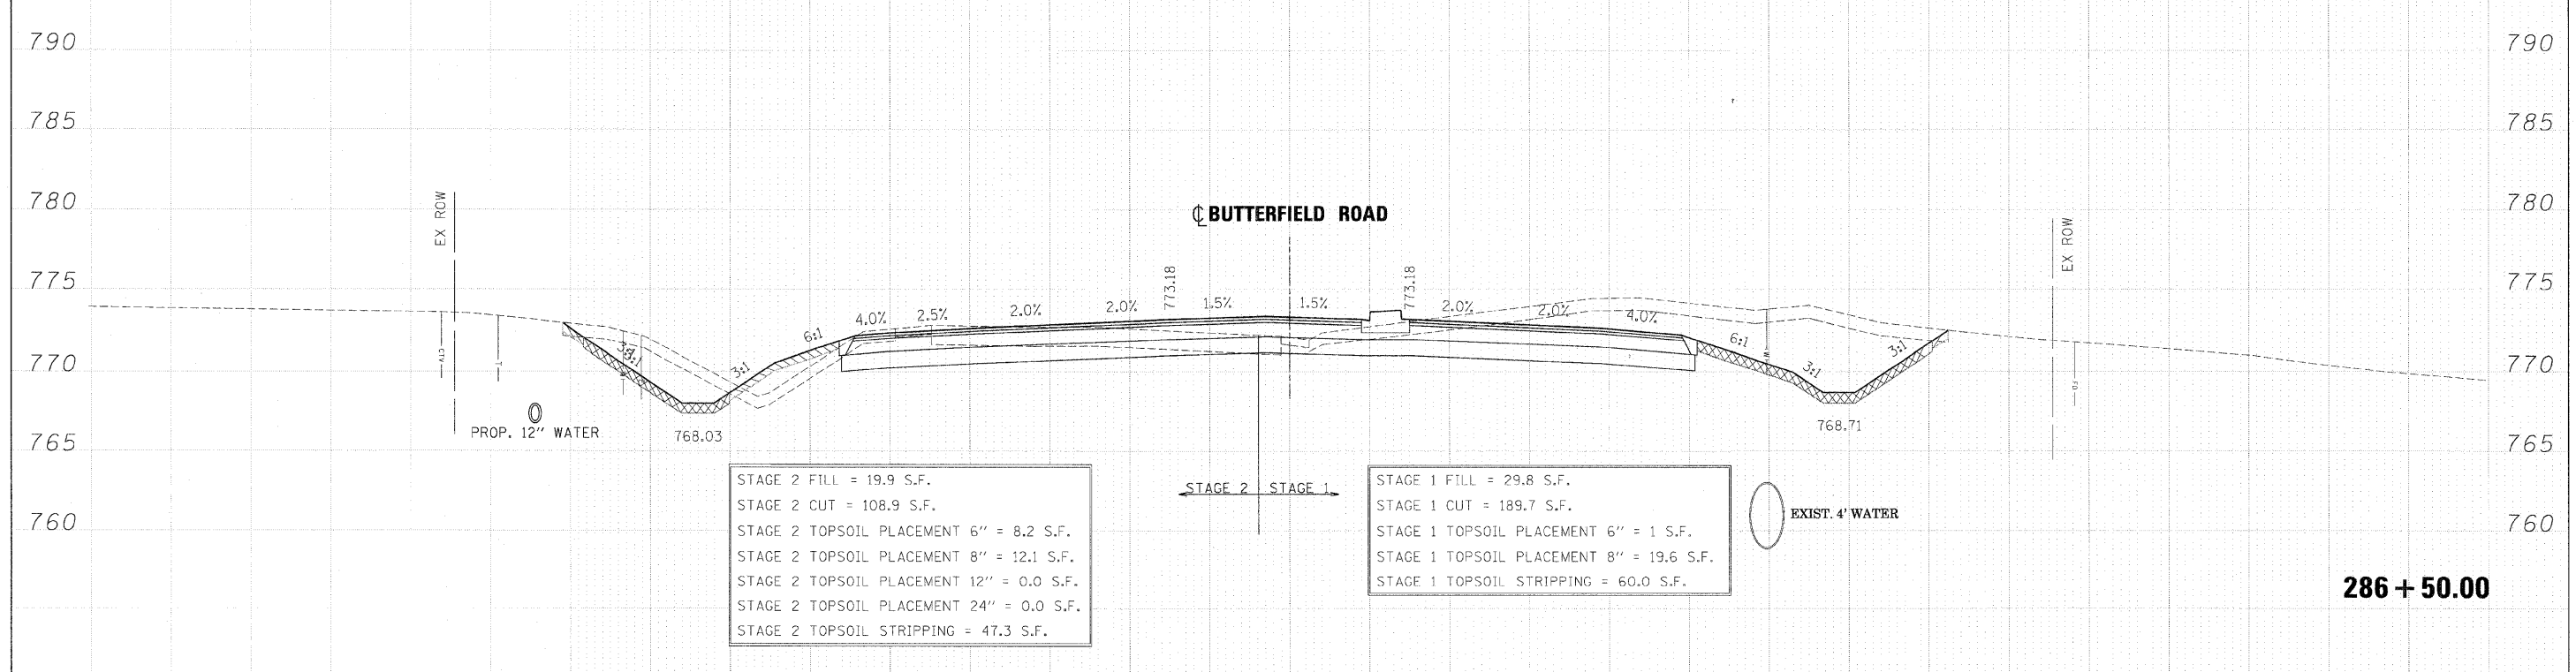 790
790
785
785
780
780
EX ROW
EX ROW
℄ BUTTERFIELD ROAD
775
775
773.18
773.18
4.0%
2.5%
2.0%
2.0%
1.5%
1.5%
2.0%
2.0%
4.0%
6:1
6:1
3:1
3:1
3:1
3:1
770
770
CTV
T
W
FO
PROP. 12" WATER
768.03
768.71
765
765
STAGE 2
STAGE 1
STAGE 2 FILL = 19.9 S.F.
STAGE 2 CUT = 108.9 S.F.
STAGE 2 TOPSOIL PLACEMENT 6" = 8.2 S.F.
STAGE 2 TOPSOIL PLACEMENT 8" = 12.1 S.F.
STAGE 2 TOPSOIL PLACEMENT 12" = 0.0 S.F.
STAGE 2 TOPSOIL PLACEMENT 24" = 0.0 S.F.
STAGE 2 TOPSOIL STRIPPING = 47.3 S.F.
STAGE 1 FILL = 29.8 S.F.
STAGE 1 CUT = 189.7 S.F.
STAGE 1 TOPSOIL PLACEMENT 6" = 1 S.F.
STAGE 1 TOPSOIL PLACEMENT 8" = 19.6 S.F.
STAGE 1 TOPSOIL STRIPPING = 60.0 S.F.
EXIST. 4' WATER
760
760
286 + 50.00